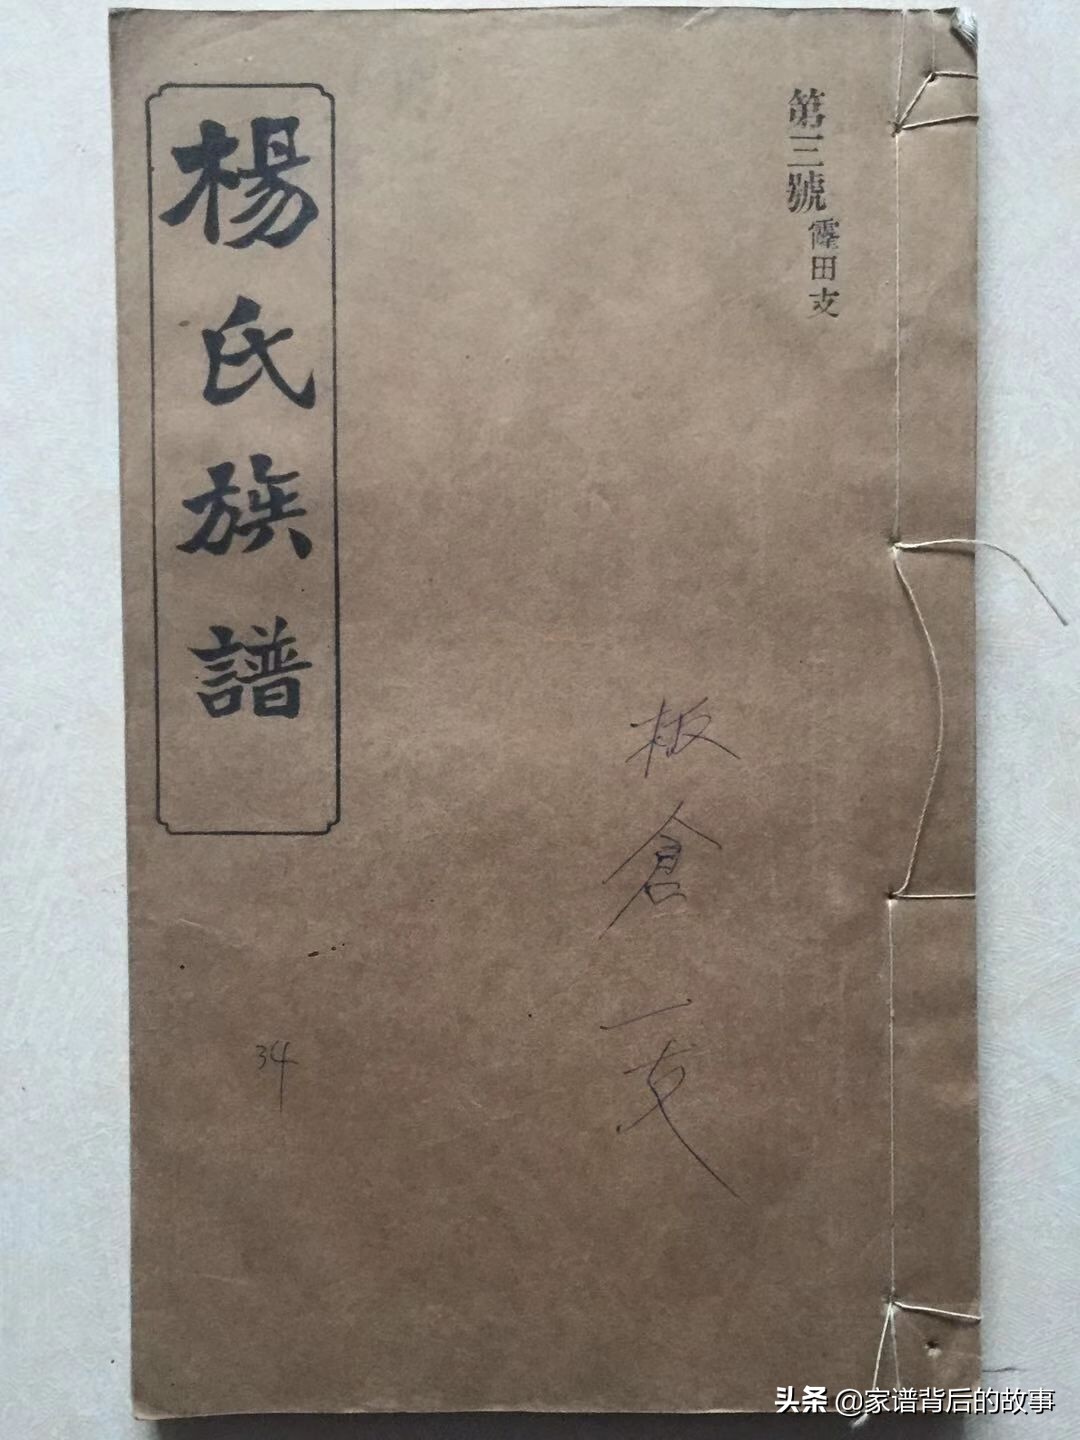 第三號
霳田支
楊氏族譜
板倉一支
34
头条 @家谱背后的故事